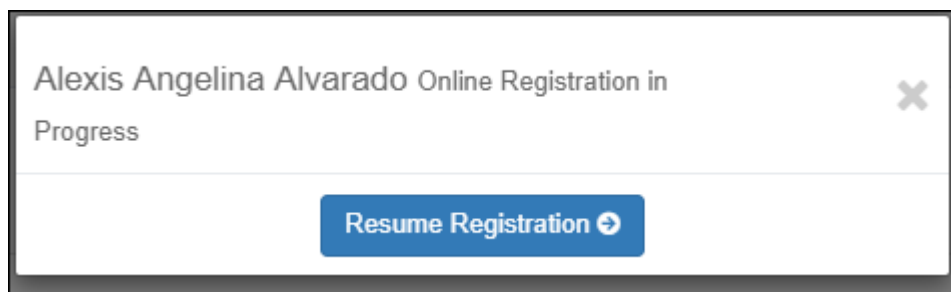 Alexis Angelina Alvarado Online Registration in
Progress
Resume Registration